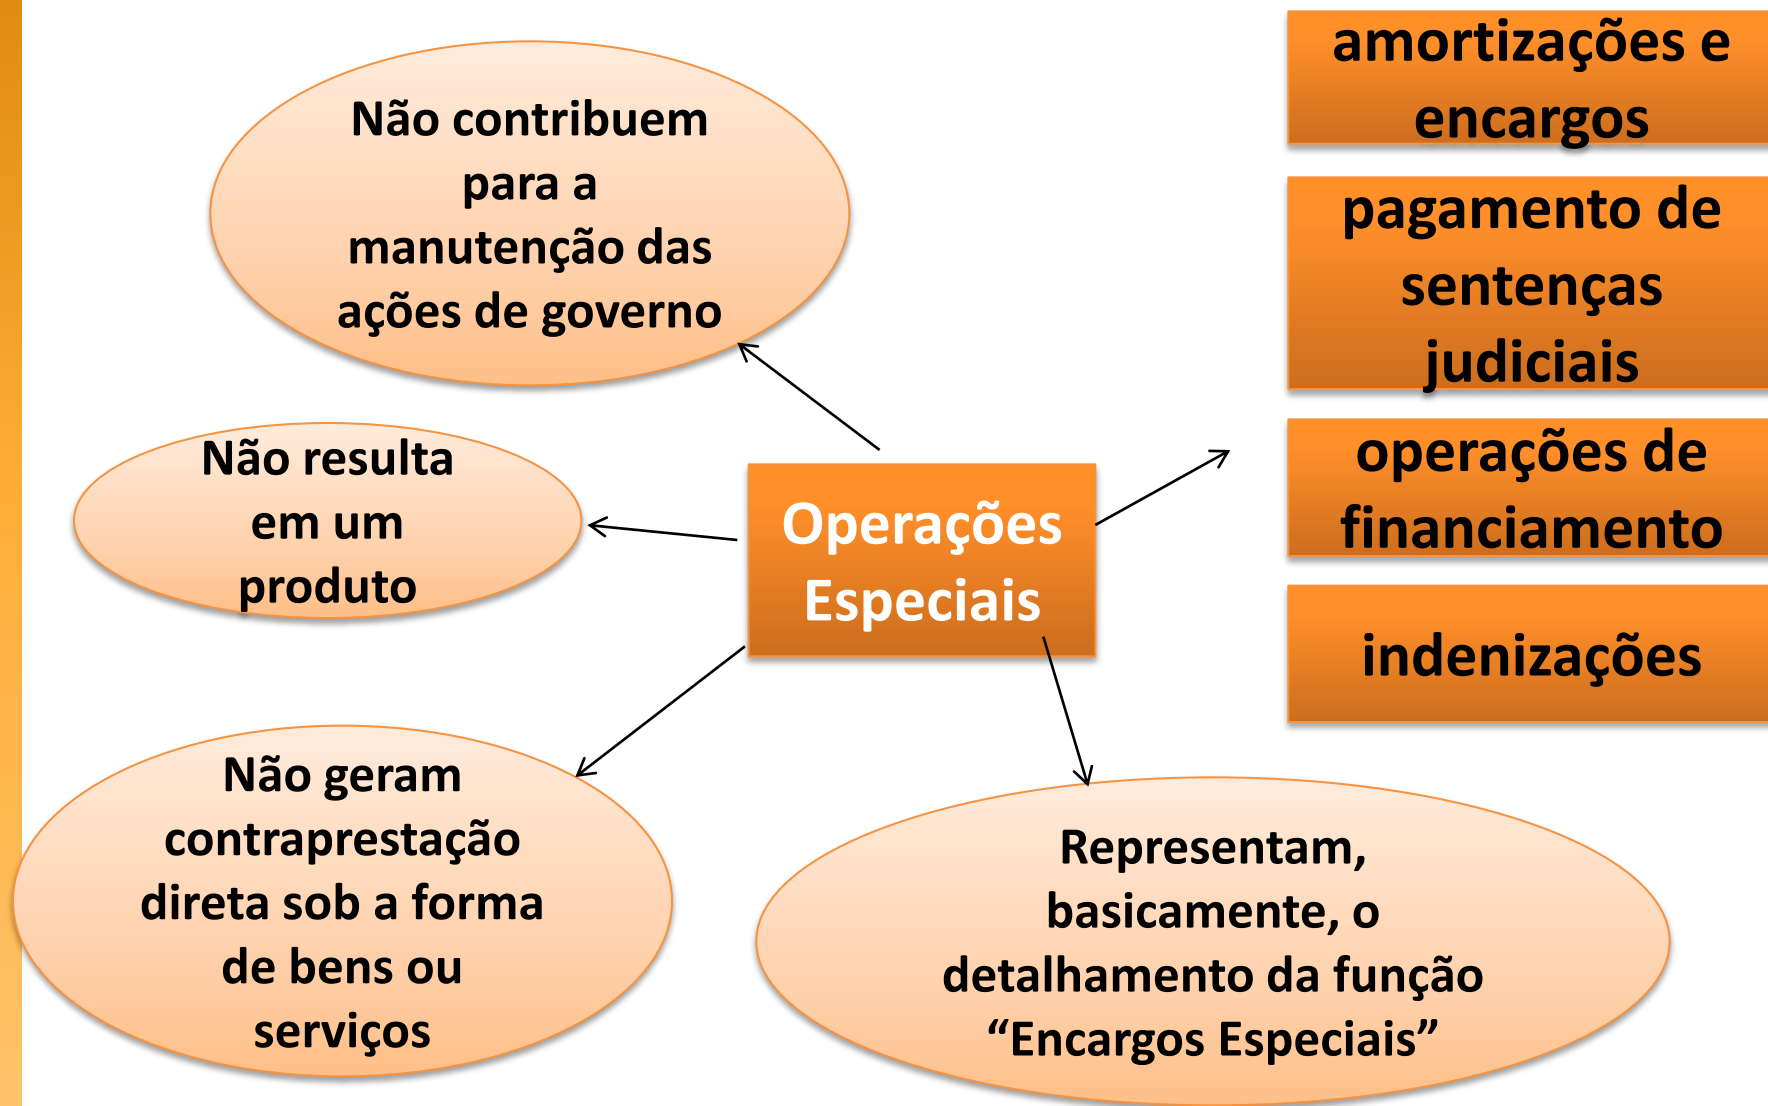 Não contribuem
para a
manutenção das
ações de governo
Não resulta
em um
produto
Não geram
contraprestação
direta sob a forma
de bens ou
serviços
Operações
Especiais
amortizações e
encargos
pagamento de
sentenças
judiciais
operações de
financiamento
indenizações
Representam,
basicamente, o
detalhamento da função
“Encargos Especiais”